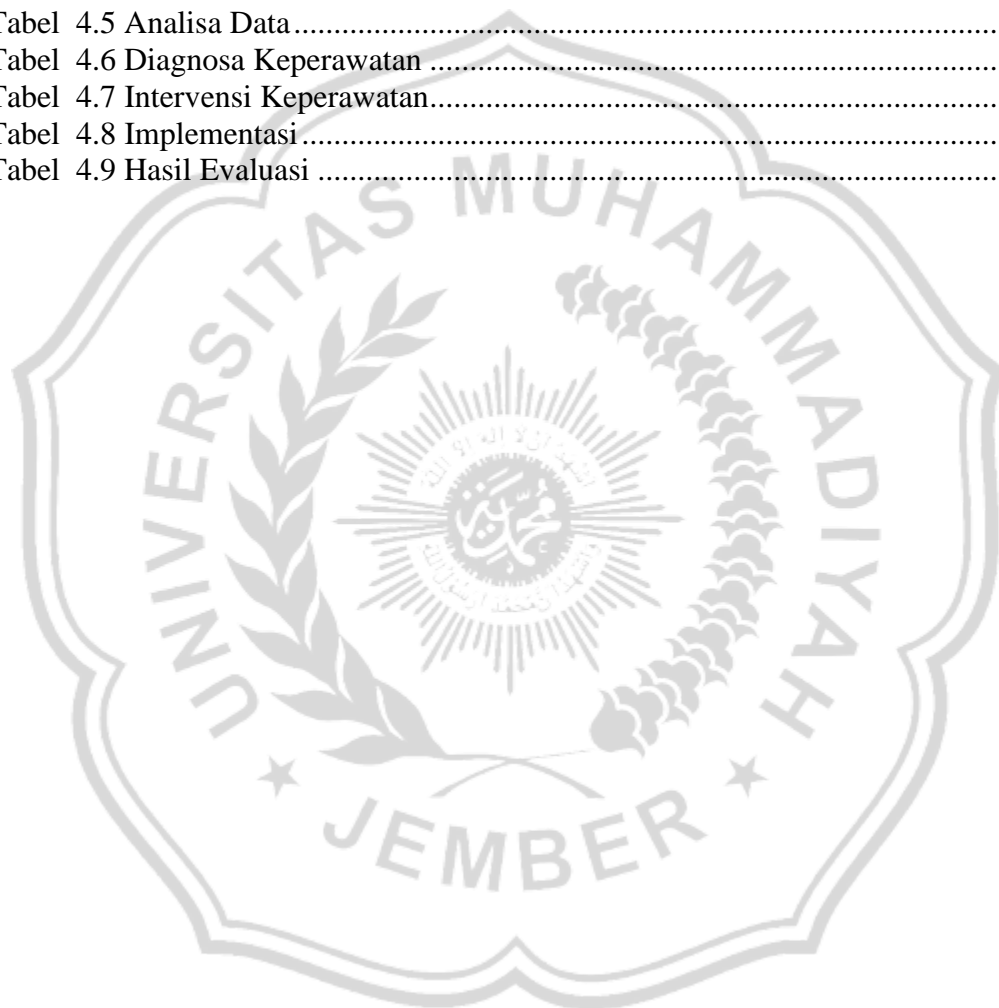 Tabel 4.5 Analisa Data
Tabel 4.6 Diagnosa Keperawatan
Tabel 4.7 Intervensi Keperawatan
Tabel 4.8 Implementasi
Tabel 4.9 Hasil Evaluasi
UNIVERSITAS MUHAMMADIYAH
JEMBER